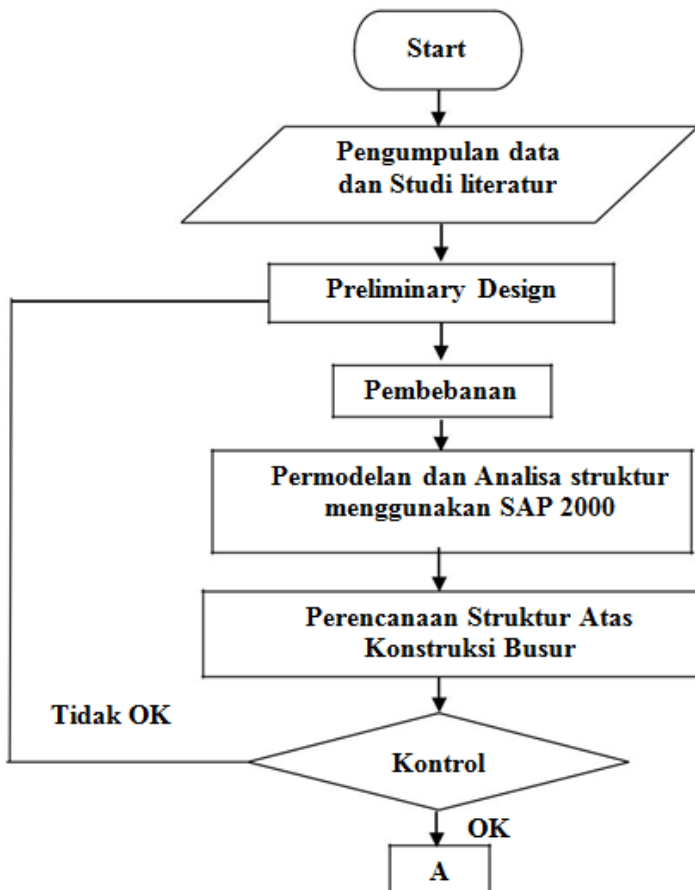 Start
Pengumpulan data
dan Studi literatur
Preliminary Design
Pembebanan
Permodelan dan Analisa struktur
menggunakan SAP 2000
Perencanaan Struktur Atas
Konstruksi Busur
Tidak OK
Kontrol
OK
A